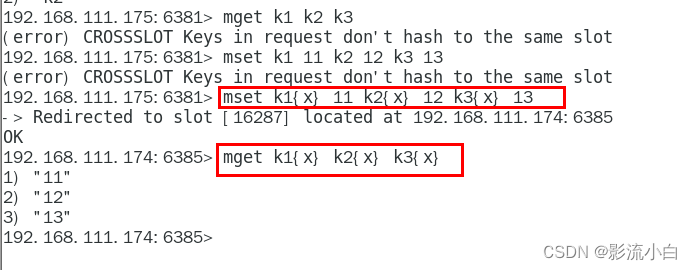 2) "k2"
192.168.111.175:6381> mget k1 k2 k3
(error) CROSSSLOT Keys in request don't hash to the same slot
192.168.111.175:6381> mset k1 11 k2 12 k3 13
(error) CROSSSLOT Keys in request don't hash to the same slot
192.168.111.175:6381> mset k1{x} 11 k2{x} 12 k3{x} 13
-> Redirected to slot [16287] located at 192.168.111.174:6385
OK
192.168.111.174:6385> mget k1{x} k2{x} k3{x}
1) "11"
2) "12"
3) "13"
192.168.111.174:6385>
CSDN @影流小白